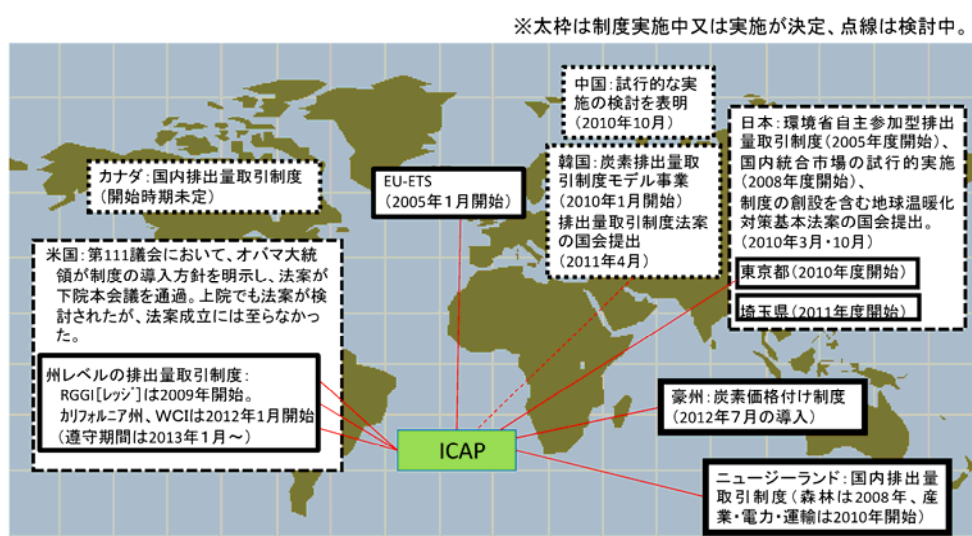 ※太枠は制度実施中又は実施が決定、点線は検討中。
中国：試行的な実
施の検討を表明
（2010年10月）
日本：環境省自主参加型排出
量取引制度（2005年度開始）、
国内統合市場の試行的実施
（2008年度開始）、
制度の創設を含む地球温暖化
対策基本法案の国会提出。
（2010年3月・10月）
東京都（2010年度開始）
埼玉県（2011年度開始）
韓国：炭素排出量取
引制度モデル事業
（2010年1月開始）
排出量取引制度法案
の国会提出
（2011年4月）
カナダ：国内排出量取引制度
（開始時期未定）
EU-ETS
（2005年1月開始）
米国：第111議会において、オバマ大統
領が制度の導入方針を明示し、法案が
下院本会議を通過。上院でも法案が検
討されたが、法案成立には至らなかっ
た。
州レベルの排出量取引制度：
RGGI[レッジ]は2009年開始。
カリフォルニア州、WCIは2012年1月開始
（遵守期間は2013年1月～）
豪州：炭素価格付け制度
（2012年7月の導入）
ICAP
ニュージーランド：国内排出量
取引制度（森林は2008年、産
業・電力・運輸は2010年開始）